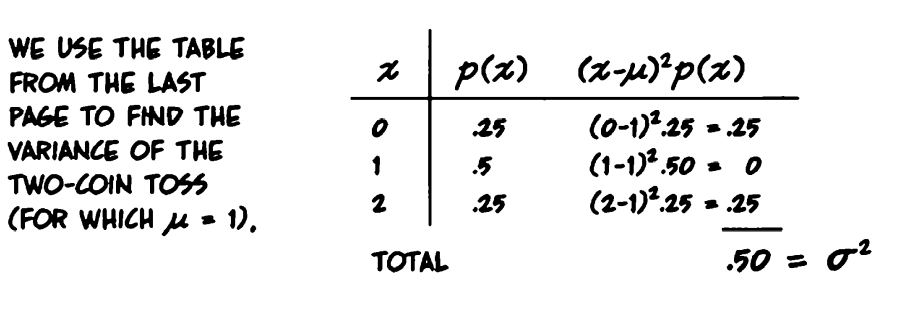 WE USE THE TABLE
FROM THE LAST
PAGE TO FIND THE
VARIANCE OF THE
TWO-COIN TOSS
(FOR WHICH μ = 1).
x p(x) (x-μ)²p(x)
0 .25 (0-1)².25 = .25
1 .5 (1-1)².50 = 0
2 .25 (2-1)².25 = .25
TOTAL .50 = σ²